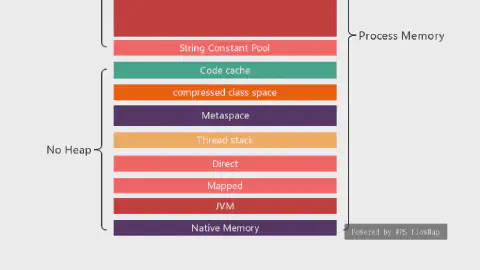 Process Memory
String Constant Pool
Code cache
compressed class space
Metaspace
Thread stack
No Heap
Direct
Mapped
JVM
Native Memory
Powered by WPS FlowMap